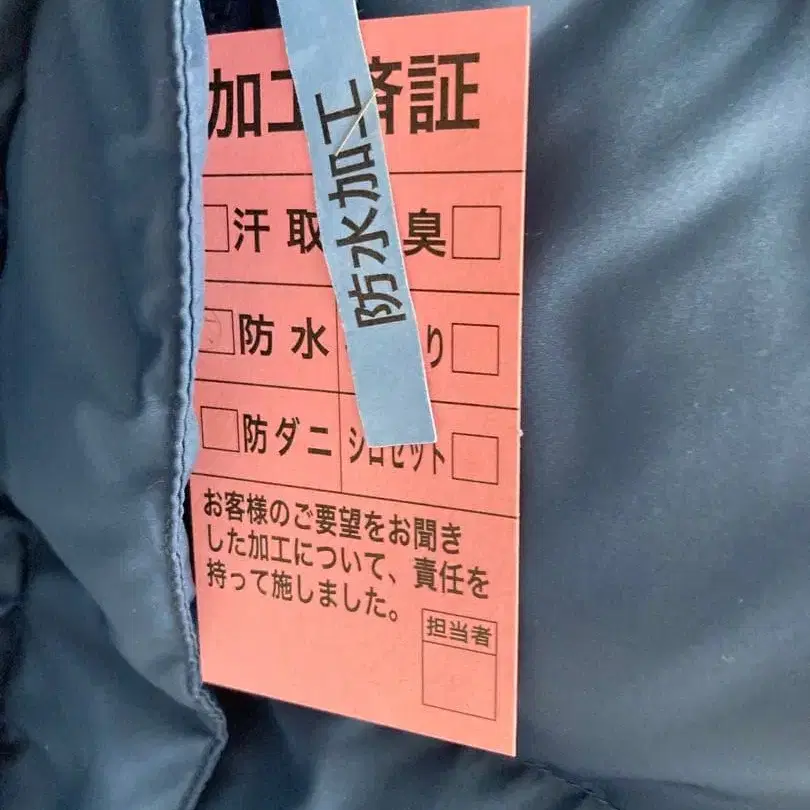 加工済証
防水加工
汗取
臭
防水
り
防ダニ
シロセット
お客様のご要望をお聞き
した加工について、責任を
持って施しました。
担当者